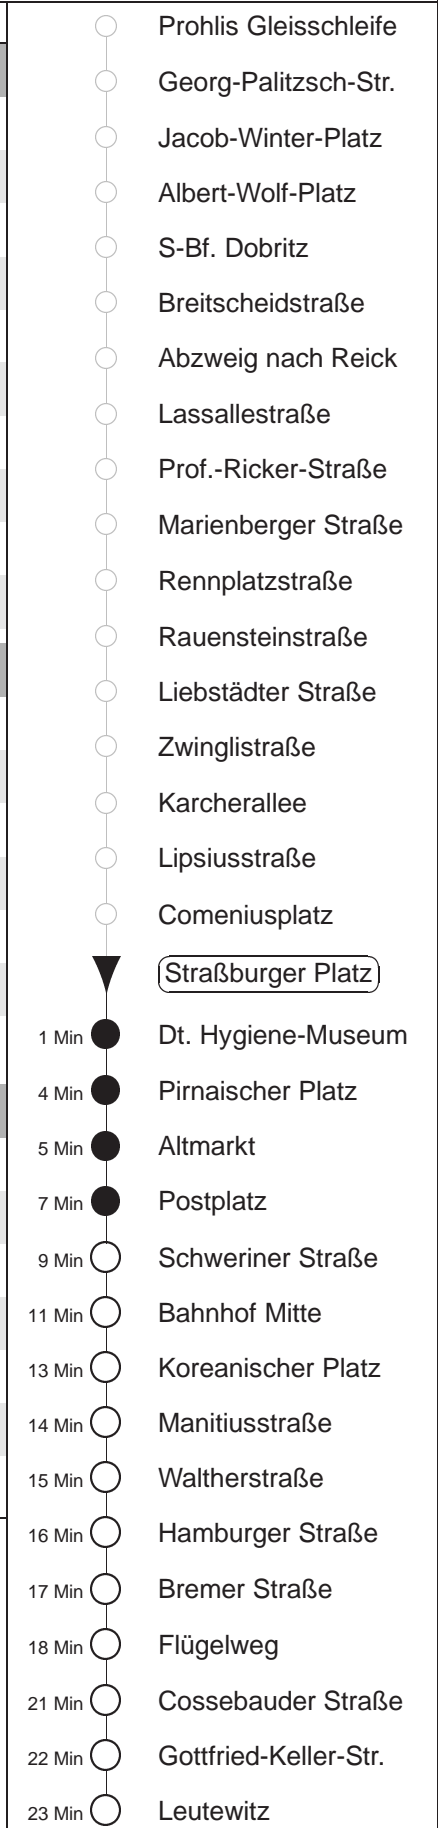 Prohlis Gleisschleife
Georg-Palitzsch-Str.
Jacob-Winter-Platz
Albert-Wolf-Platz
S-Bf. Dobritz
Breitscheidstraße
Abzweig nach Reick
Lassallestraße
Prof.-Ricker-Straße
Marienberger Straße
Rennplatzstraße
Rauensteinstraße
Liebstädter Straße
Zwinglistraße
Karcherallee
Lipsiusstraße
Comeniusplatz
Straßburger Platz
1 Min Dt. Hygiene-Museum
4 Min Pirnaischer Platz
5 Min Altmarkt
7 Min Postplatz
9 Min Schweriner Straße
11 Min Bahnhof Mitte
13 Min Koreanischer Platz
14 Min Manitiusstraße
15 Min Waltherstraße
16 Min Hamburger Straße
17 Min Bremer Straße
18 Min Flügelweg
21 Min Cossebauder Straße
22 Min Gottfried-Keller-Str.
23 Min Leutewitz